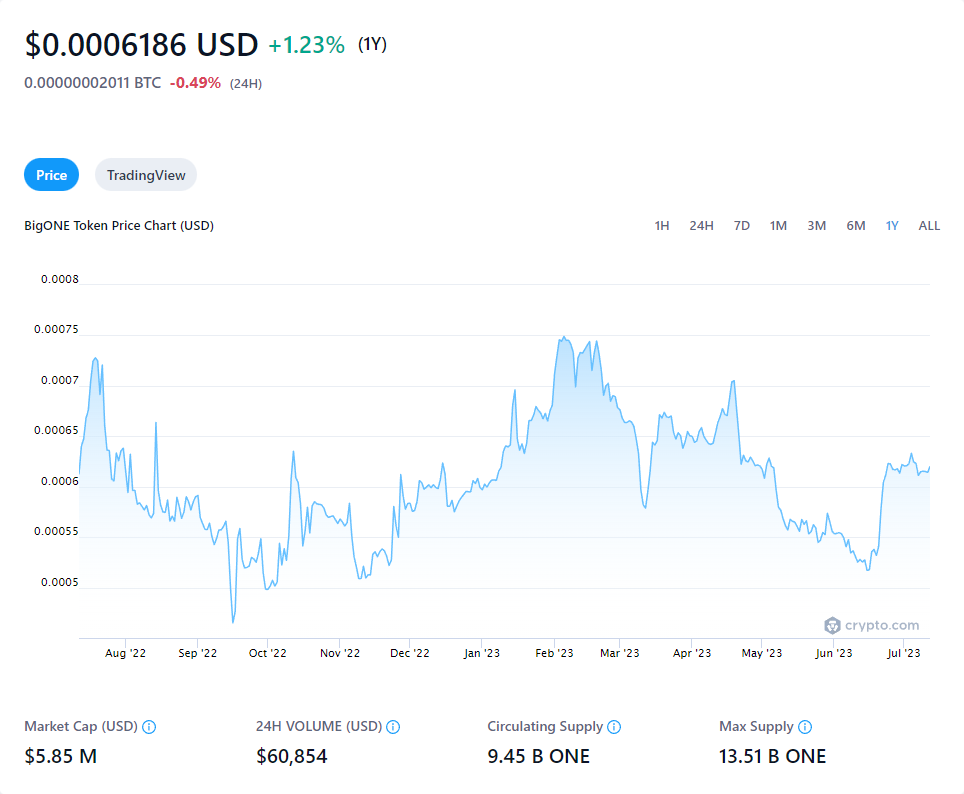 $0.0006186 USD +1.23% (1Y)
0.00000002011 BTC -0.49% (24H)
Price TradingView
BigONE Token Price Chart (USD) 1H 24H 7D 1M 3M 6M 1Y ALL
0.0008
0.00075
0.0007
0.00065
0.0006
0.00055
0.0005
crypto.com
Aug '22 Sep '22 Oct '22 Nov '22 Dec '22 Jan '23 Feb '23 Mar '23 Apr '23 May '23 Jun '23 Jul '23
Market Cap (USD) 24H VOLUME (USD) Circulating Supply Max Supply
$5.85 M $60,854 9.45 B ONE 13.51 B ONE